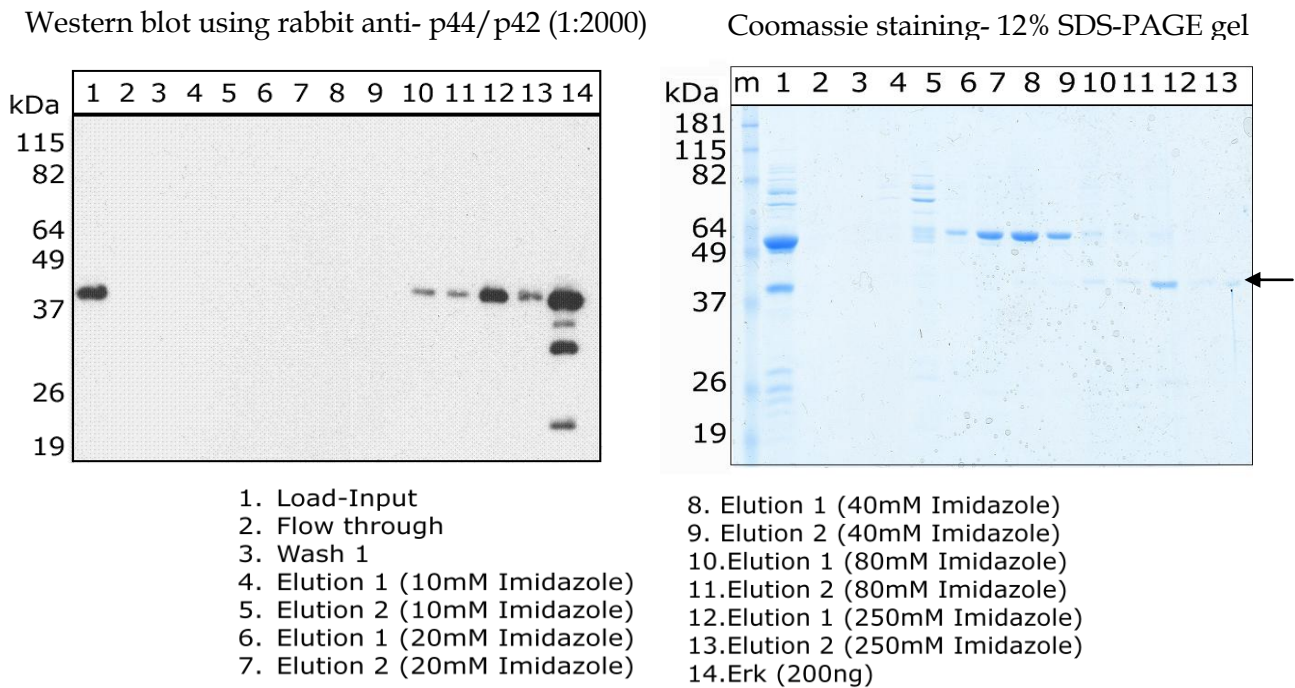 Western blot using rabbit anti- p44/p42 (1:2000)
kDa
1 2 3 4 5 6 7 8 9 10 11 12 13 14
115
82
64
49
37
26
19
Coomassie staining- 12% SDS-PAGE gel
kDa
m 1 2 3 4 5 6 7 8 9 10 11 12 13
181
115
82
64
49
37
26
19
1. Load-Input
2. Flow through
3. Wash 1
4. Elution 1 (10mM Imidazole)
5. Elution 2 (10mM Imidazole)
6. Elution 1 (20mM Imidazole)
7. Elution 2 (20mM Imidazole)
8. Elution 1 (40mM Imidazole)
9. Elution 2 (40mM Imidazole)
10.Elution 1 (80mM Imidazole)
11.Elution 2 (80mM Imidazole)
12.Elution 1 (250mM Imidazole)
13.Elution 2 (250mM Imidazole)
14.Erk (200ng)